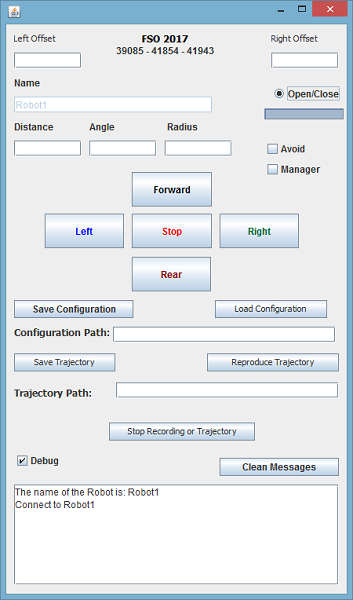 Left Offset FSO 2017 Right Offset
39085 - 41854 - 41943
Name
Robot1
Open/Close
Distance Angle Radius
Avoid
Manager
Forward
Left Stop Right
Rear
Save Configuration Load Configuration
Configuration Path:
Save Trajectory Reproduce Trajectory
Trajectory Path:
Stop Recording or Trajectory
Debug
Clean Messages
The name of the Robot is: Robot1
Connect to Robot1